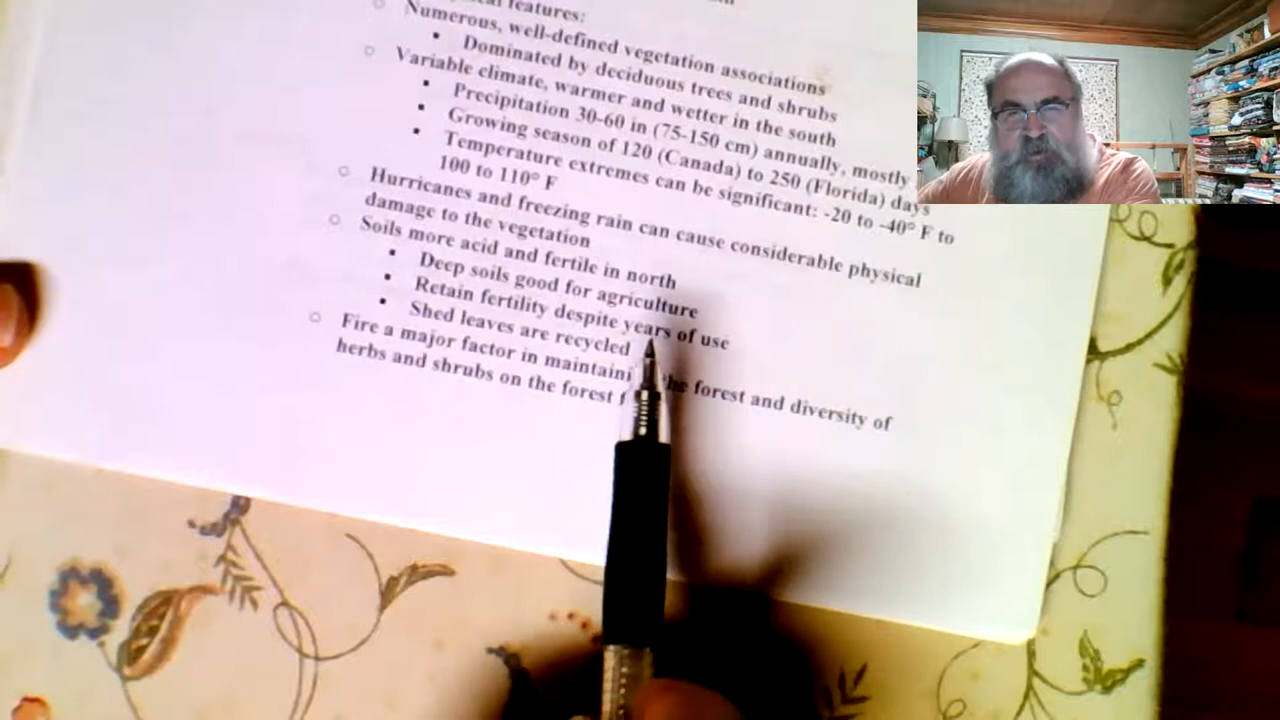 features:
Numerous, well-defined vegetation associations
Dominated by deciduous trees and shrubs
Variable climate, warmer and wetter in the south
Precipitation 30-60 in (75-150 cm) annually, mostly
Growing season of 120 (Canada) to 250 (Florida) days
Temperature extremes can be significant: -20 to -40° F to
100 to 110° F
Hurricanes and freezing rain can cause considerable physical
damage to the vegetation
Soils more acid and fertile in north
Deep soils good for agriculture
Retain fertility despite years of use
Shed leaves are recycled
Fire a major factor in maintaini he forest and diversity of
herbs and shrubs on the forest f